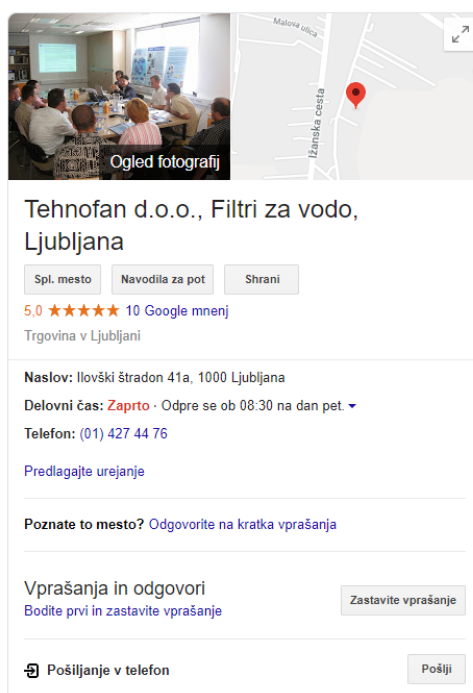 Malova ulica
Ižanska cesta
Ogled fotografij
Tehnofan d.o.o., Filtri za vodo,
Ljubljana
Spl. mesto Navodila za pot Shrani
5,0 ★★★★★ 10 Google mnenj
Trgovina v Ljubljani
Naslov: Ilovški štradon 41a, 1000 Ljubljana
Delovni čas: Zaprto · Odpre se ob 08:30 na dan pet.
Telefon: (01) 427 44 76
Predlagajte urejanje
Poznate to mesto? Odgovorite na kratka vprašanja
Vprašanja in odgovori
Bodite prvi in zastavite vprašanje
Zastavite vprašanje
Pošiljanje v telefon
Pošlji